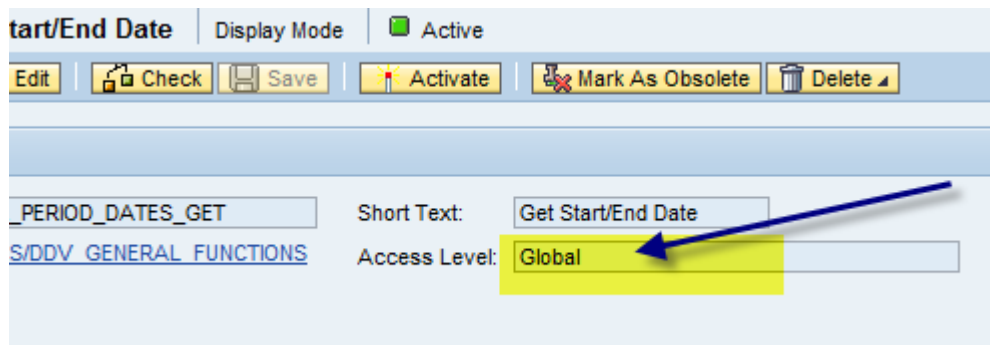 tart/End Date Display Mode Active
Edit Check Save Activate Mark As Obsolete Delete
_PERIOD_DATES_GET Short Text: Get Start/End Date
S/DDV_GENERAL_FUNCTIONS Access Level: Global